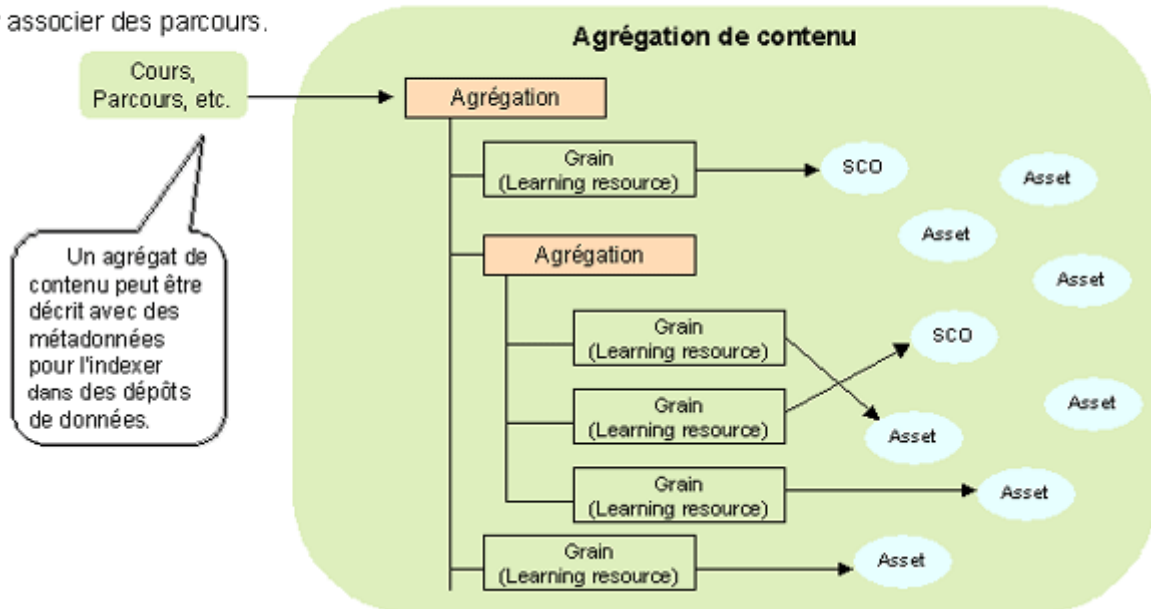 r associer des parcours.
Agrégation de contenu
Cours,
Parcours, etc.
Agrégation
Grain
(Learning resource)
SCO
Asset
Asset
Agrégation
Asset
Un agrégat de
contenu peut être
décrit avec des
métadonnées
pour l'indexer
dans des dépôts
de données.
Grain
(Learning resource)
SCO
Grain
(Learning resource)
Asset
Asset
Grain
(Learning resource)
Asset
Grain
(Learning resource)
Asset